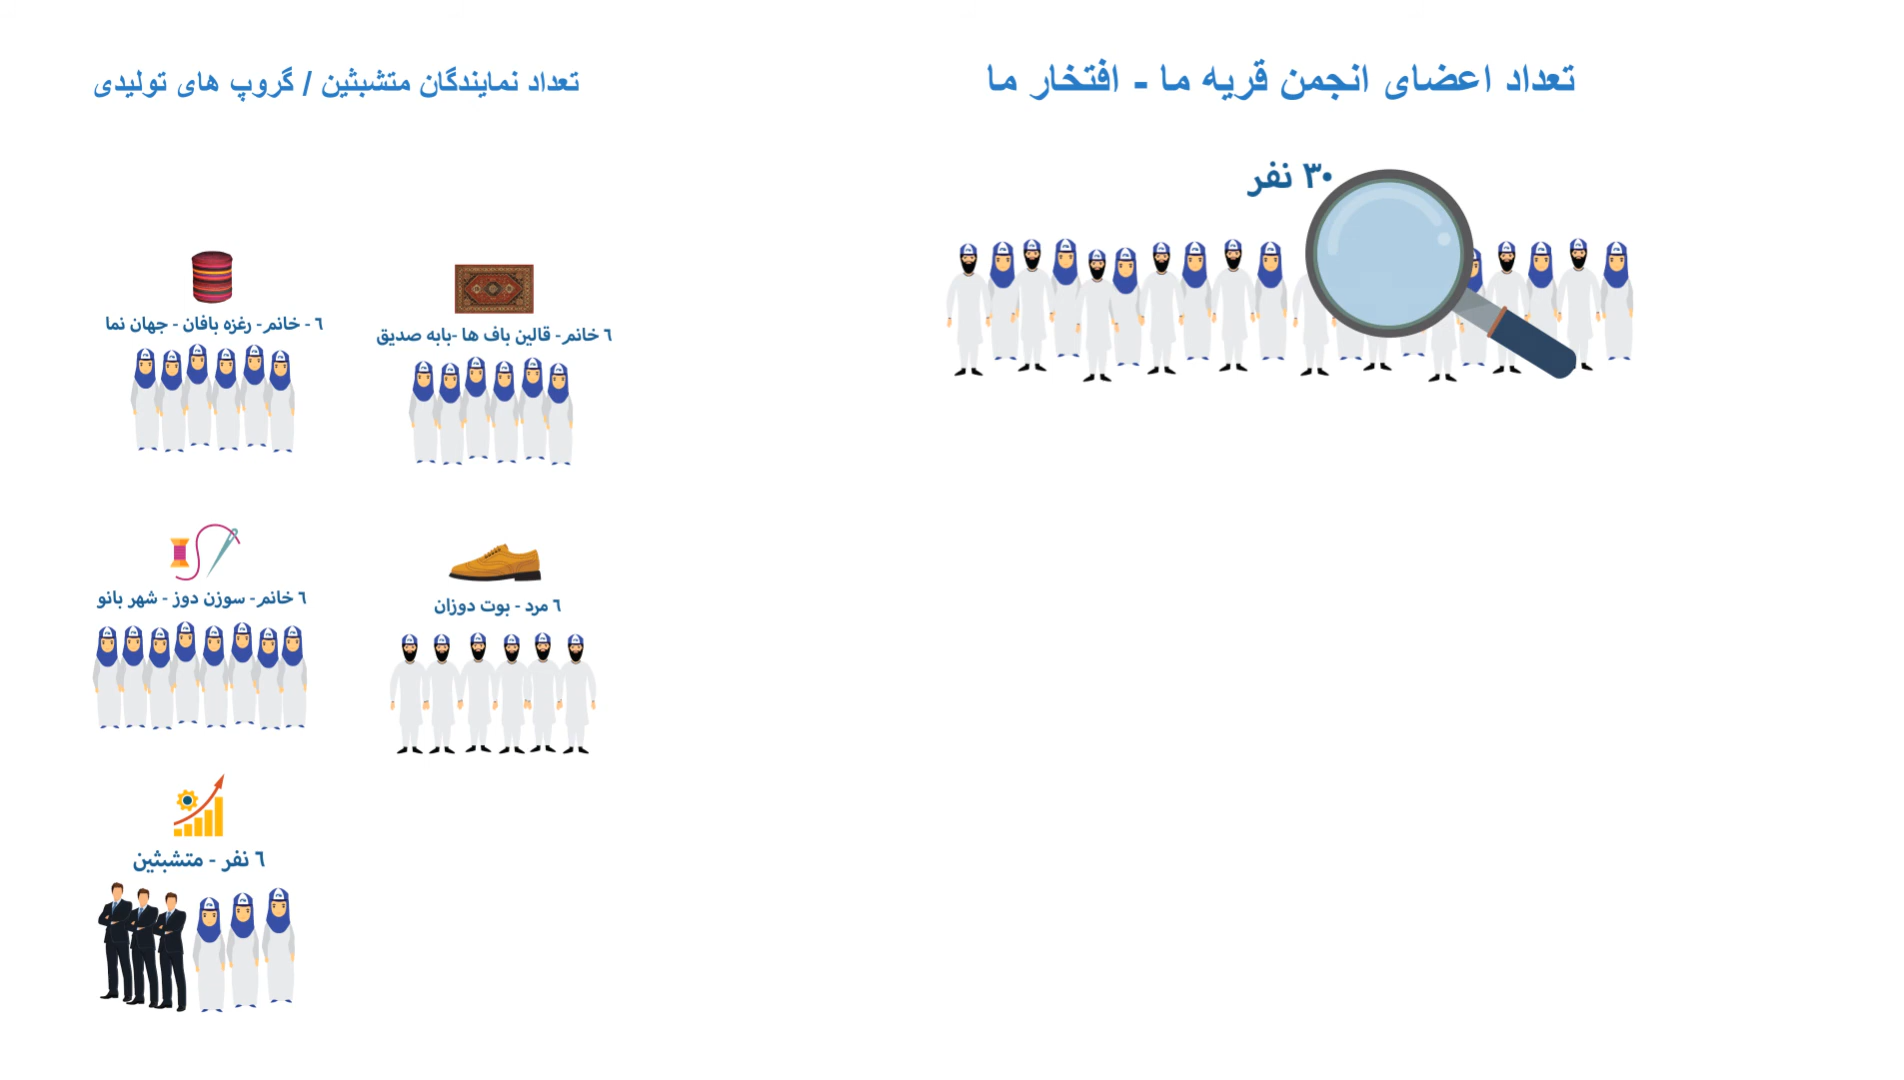 تعداد اعضای انجمن قریه ما - افتخار ما
۳۰ نفر
تعداد نمایندگان متشبثین / گروپ های تولیدی
٦ خانم- قالین باف ها -بابه صدیق
٦ - خانم- رغزه بافان - جهان نما
٦ مرد - بوت دوزان
٦ خانم- سوزن دوز - شهر بانو
٦ نفر - متشبثین